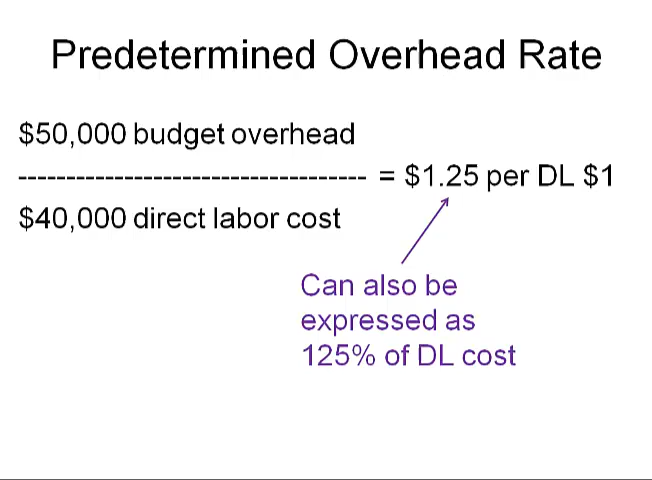 Predetermined Overhead Rate
$50,000 budget overhead
------------------------------------- = $1.25 per DL $1
$40,000 direct labor cost
Can also be
expressed as
125% of DL cost